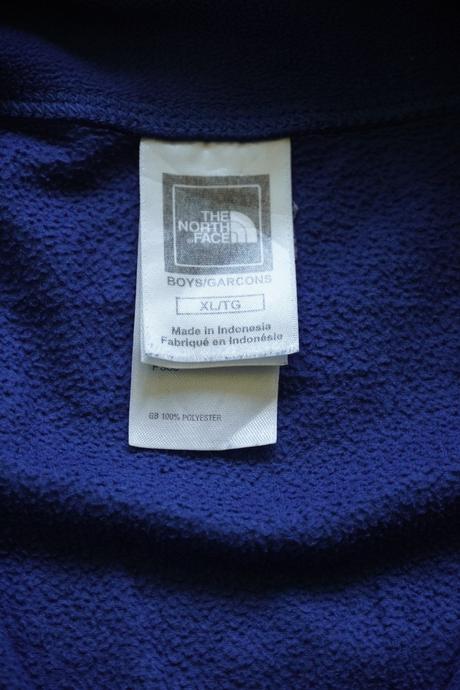 THE
NORTH
FACE
BOYS/GARCONS
XL/TG
Made in Indonesia
Fabriqué en Indonésie
GB 100% POLYESTER